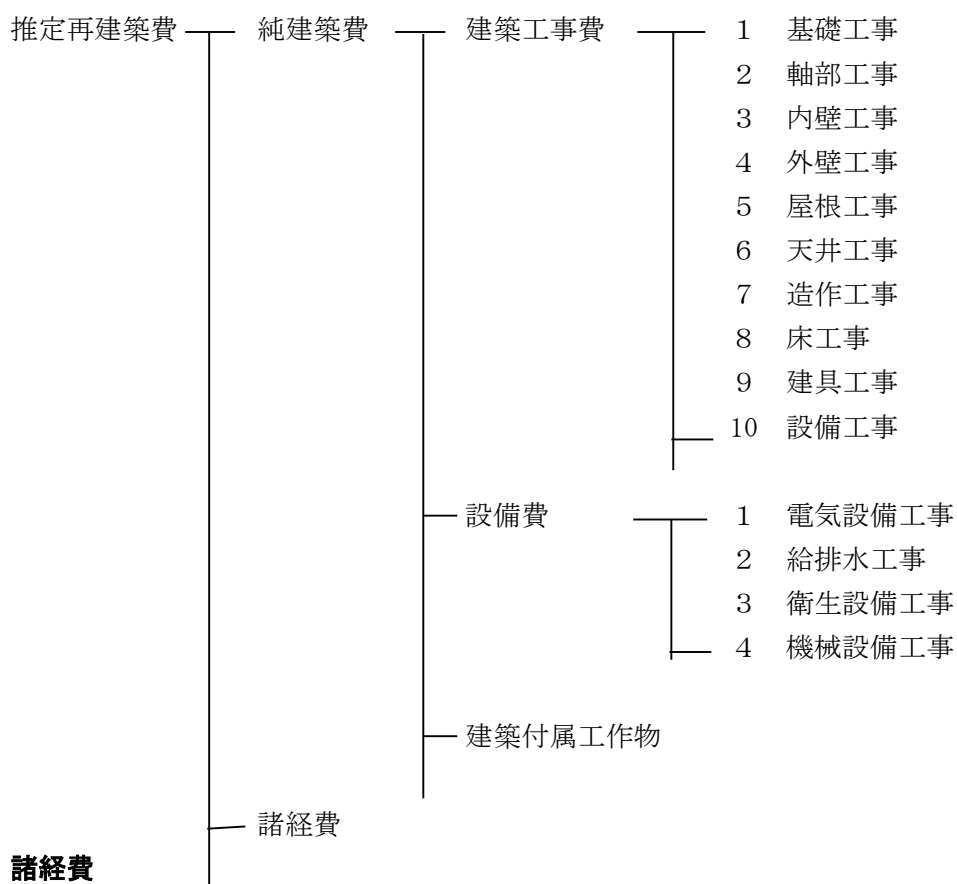 推定再建築費 純建築費 建築工事費 1 基礎工事
2 軸部工事
3 内壁工事
4 外壁工事
5 屋根工事
6 天井工事
7 造作工事
8 床工事
9 建具工事
10 設備工事
設備費 1 電気設備工事
2 給排水工事
3 衛生設備工事
4 機械設備工事
建築付属工作物
諸経費
諸経費